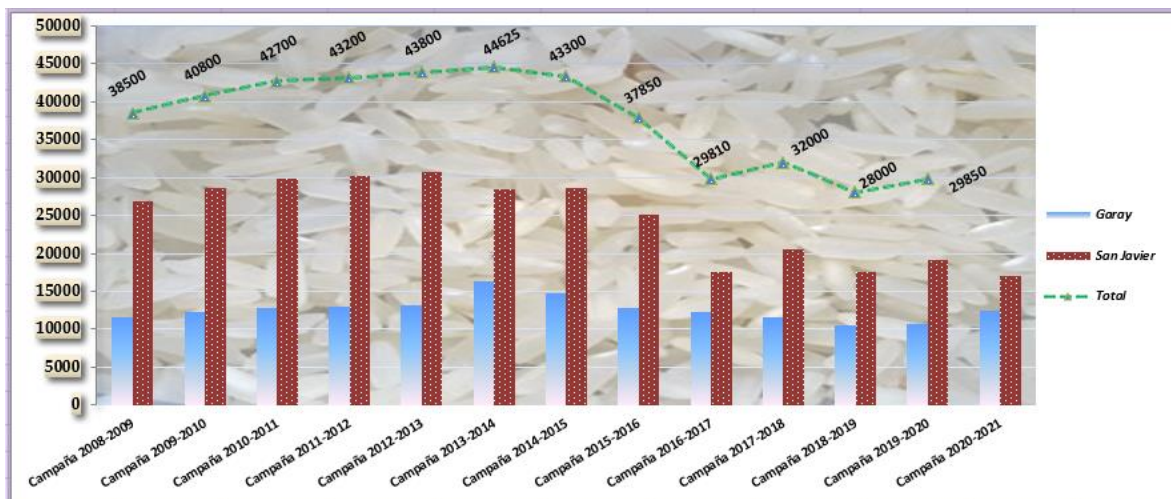 50000
45000
40000
35000
30000
25000
20000
15000
10000
5000
0
38500
40800
42700
43200
43800
44625
43300
37850
29810
32000
28000
29850
Campaña 2008-2009
Campaña 2009-2010
Campaña 2010-2011
Campaña 2011-2012
Campaña 2012-2013
Campaña 2013-2014
Campaña 2014-2015
Campaña 2015-2016
Campaña 2016-2017
Campaña 2017-2018
Campaña 2018-2019
Campaña 2019-2020
Campaña 2020-2021
Garay
San Javier
Total